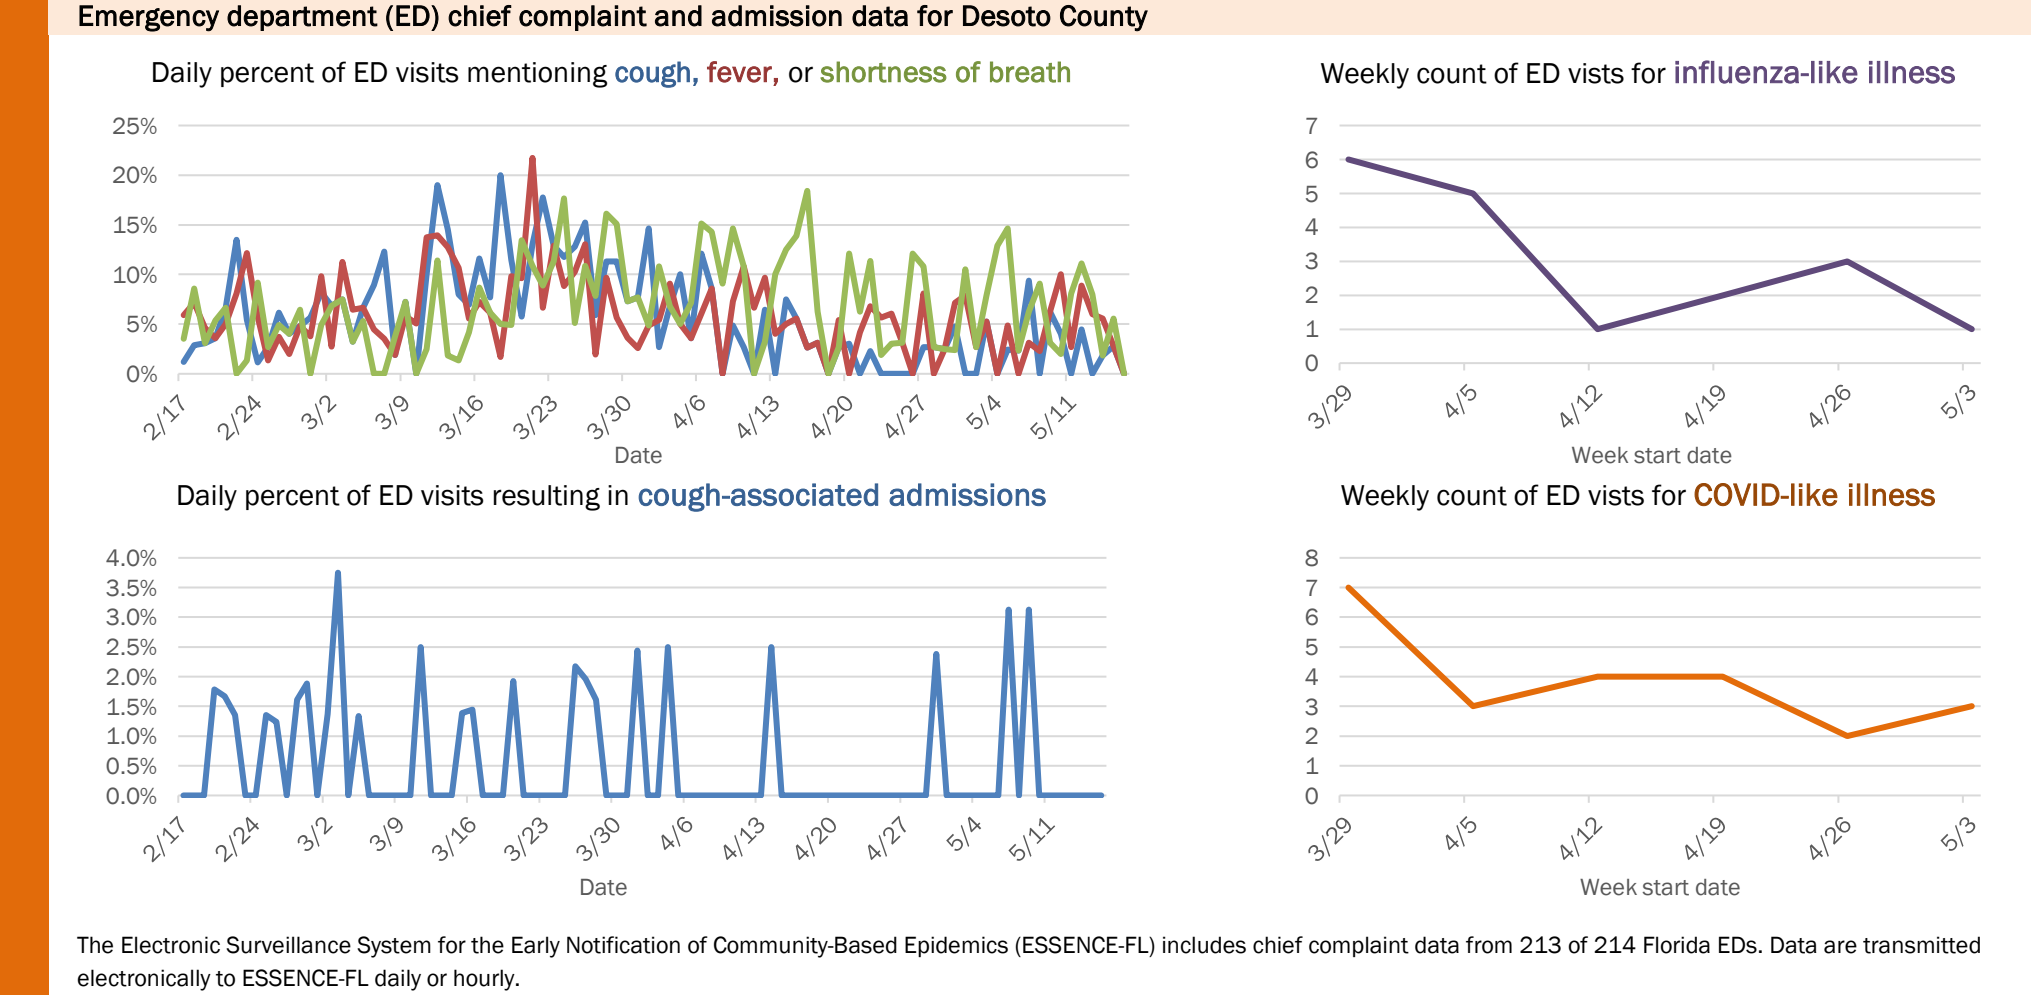 Emergency department (ED) chief complaint and admission data for Desoto County
Daily percent of ED visits mentioning cough, fever, or shortness of breath
25%
20%
15%
10%
5%
0%
2/17 2/24 3/2 3/9 3/16 3/23 3/30 4/6 4/13 4/20 4/27 5/4 5/11
Date
Weekly count of ED vists for influenza-like illness
7
6
5
4
3
2
1
0
3/29 4/5 4/12 4/19 4/26 5/3
Week start date
Daily percent of ED visits resulting in cough-associated admissions
4.0%
3.5%
3.0%
2.5%
2.0%
1.5%
1.0%
0.5%
0.0%
2/17 2/24 3/2 3/9 3/16 3/23 3/30 4/6 4/13 4/20 4/27 5/4 5/11
Date
Weekly count of ED vists for COVID-like illness
8
7
6
5
4
3
2
1
0
3/29 4/5 4/12 4/19 4/26 5/3
Week start date
The Electronic Surveillance System for the Early Notification of Community-Based Epidemics (ESSENCE-FL) includes chief complaint data from 213 of 214 Florida EDs. Data are transmitted
electronically to ESSENCE-FL daily or hourly.